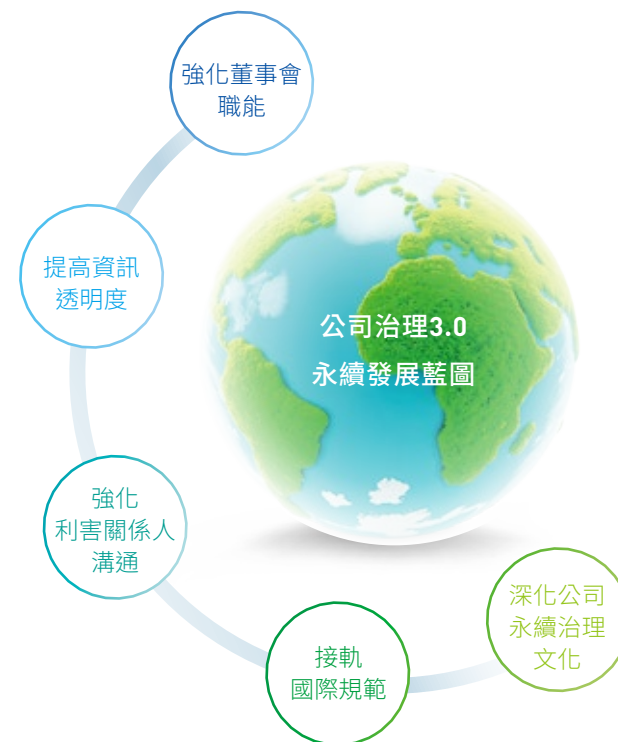 強化董事會
職能
提高資訊
透明度
公司治理3.0
永續發展藍圖
強化
利害關係人
溝通
接軌
國際規範
深化公司
永續治理
文化